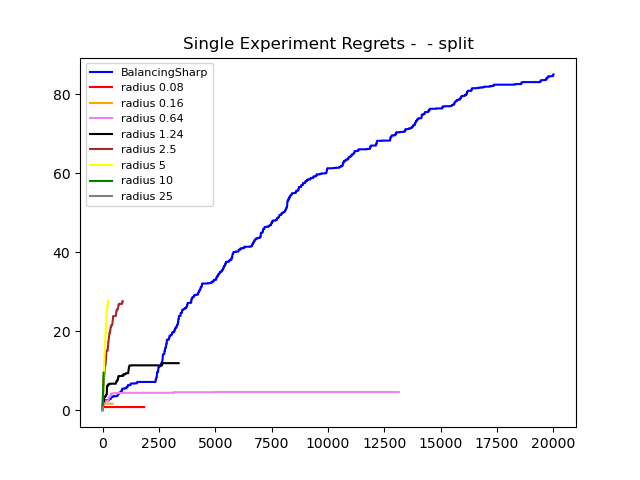 Single Experiment Regrets -  - split
BalancingSharp
radius 0.08
radius 0.16
radius 0.64
radius 1.24
radius 2.5
radius 5
radius 10
radius 25
80
60
40
20
0
0 2500 5000 7500 10000 12500 15000 17500 20000